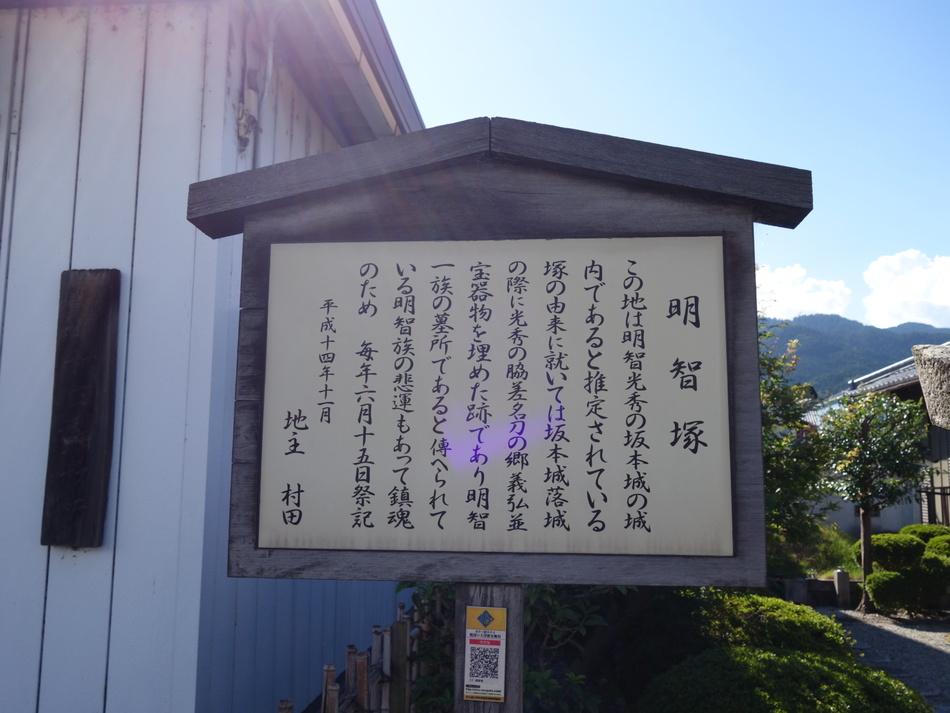 明智塚
この地は明智光秀の坂本城の城
内であると推定されている
塚の由来に就いては坂本城落城
の際に光秀の脇差名刀の郷義弘並
宝器物を埋めた跡であり明智
一族の墓所であると傳へられて
いる明智族の悲運もあって鎮魂
のため 毎年六月十五日祭記
平成十四年十一月
地主 村田